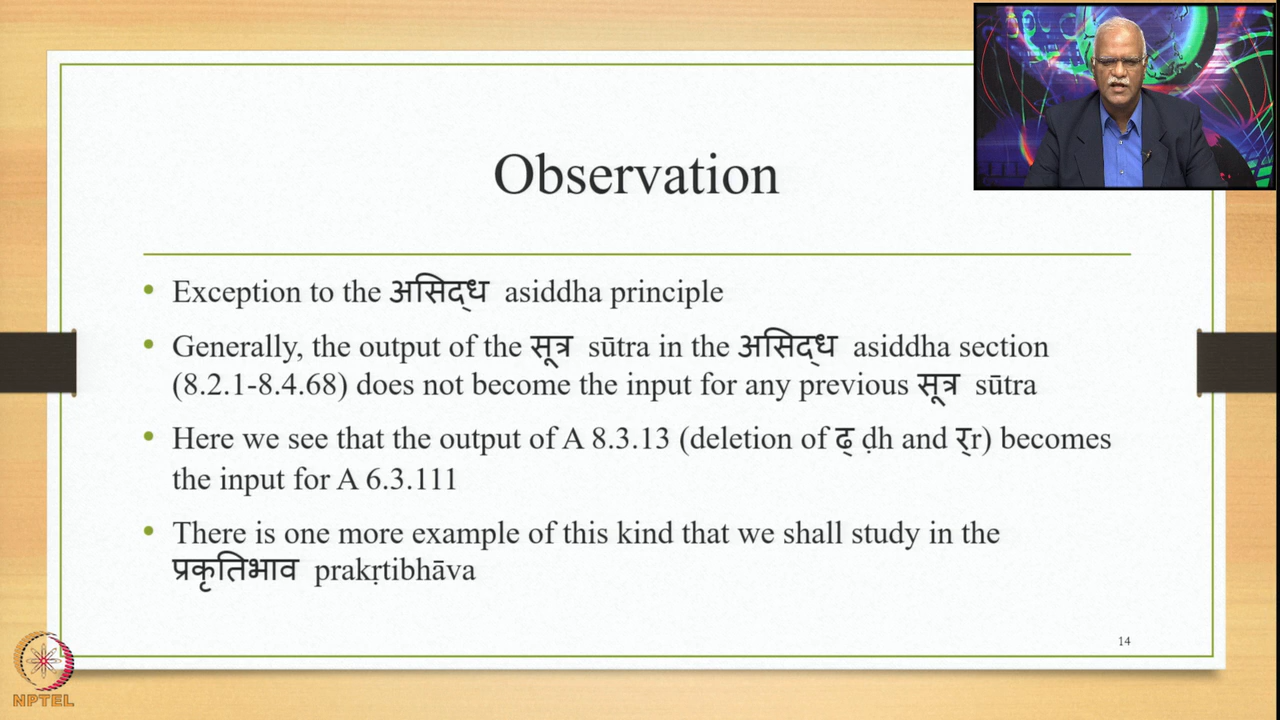 Observation
• Exception to the असिद्ध asiddha principle
• Generally, the output of the सूत्र sūtra in the असिद्ध asiddha section
(8.2.1-8.4.68) does not become the input for any previous सूत्र sūtra
• Here we see that the output of A 8.3.13 (deletion of ढ् ḍh and र्r) becomes
the input for A 6.3.111
• There is one more example of this kind that we shall study in the
प्रकृतिभाव prakṛtibhāva
14
NPTEL